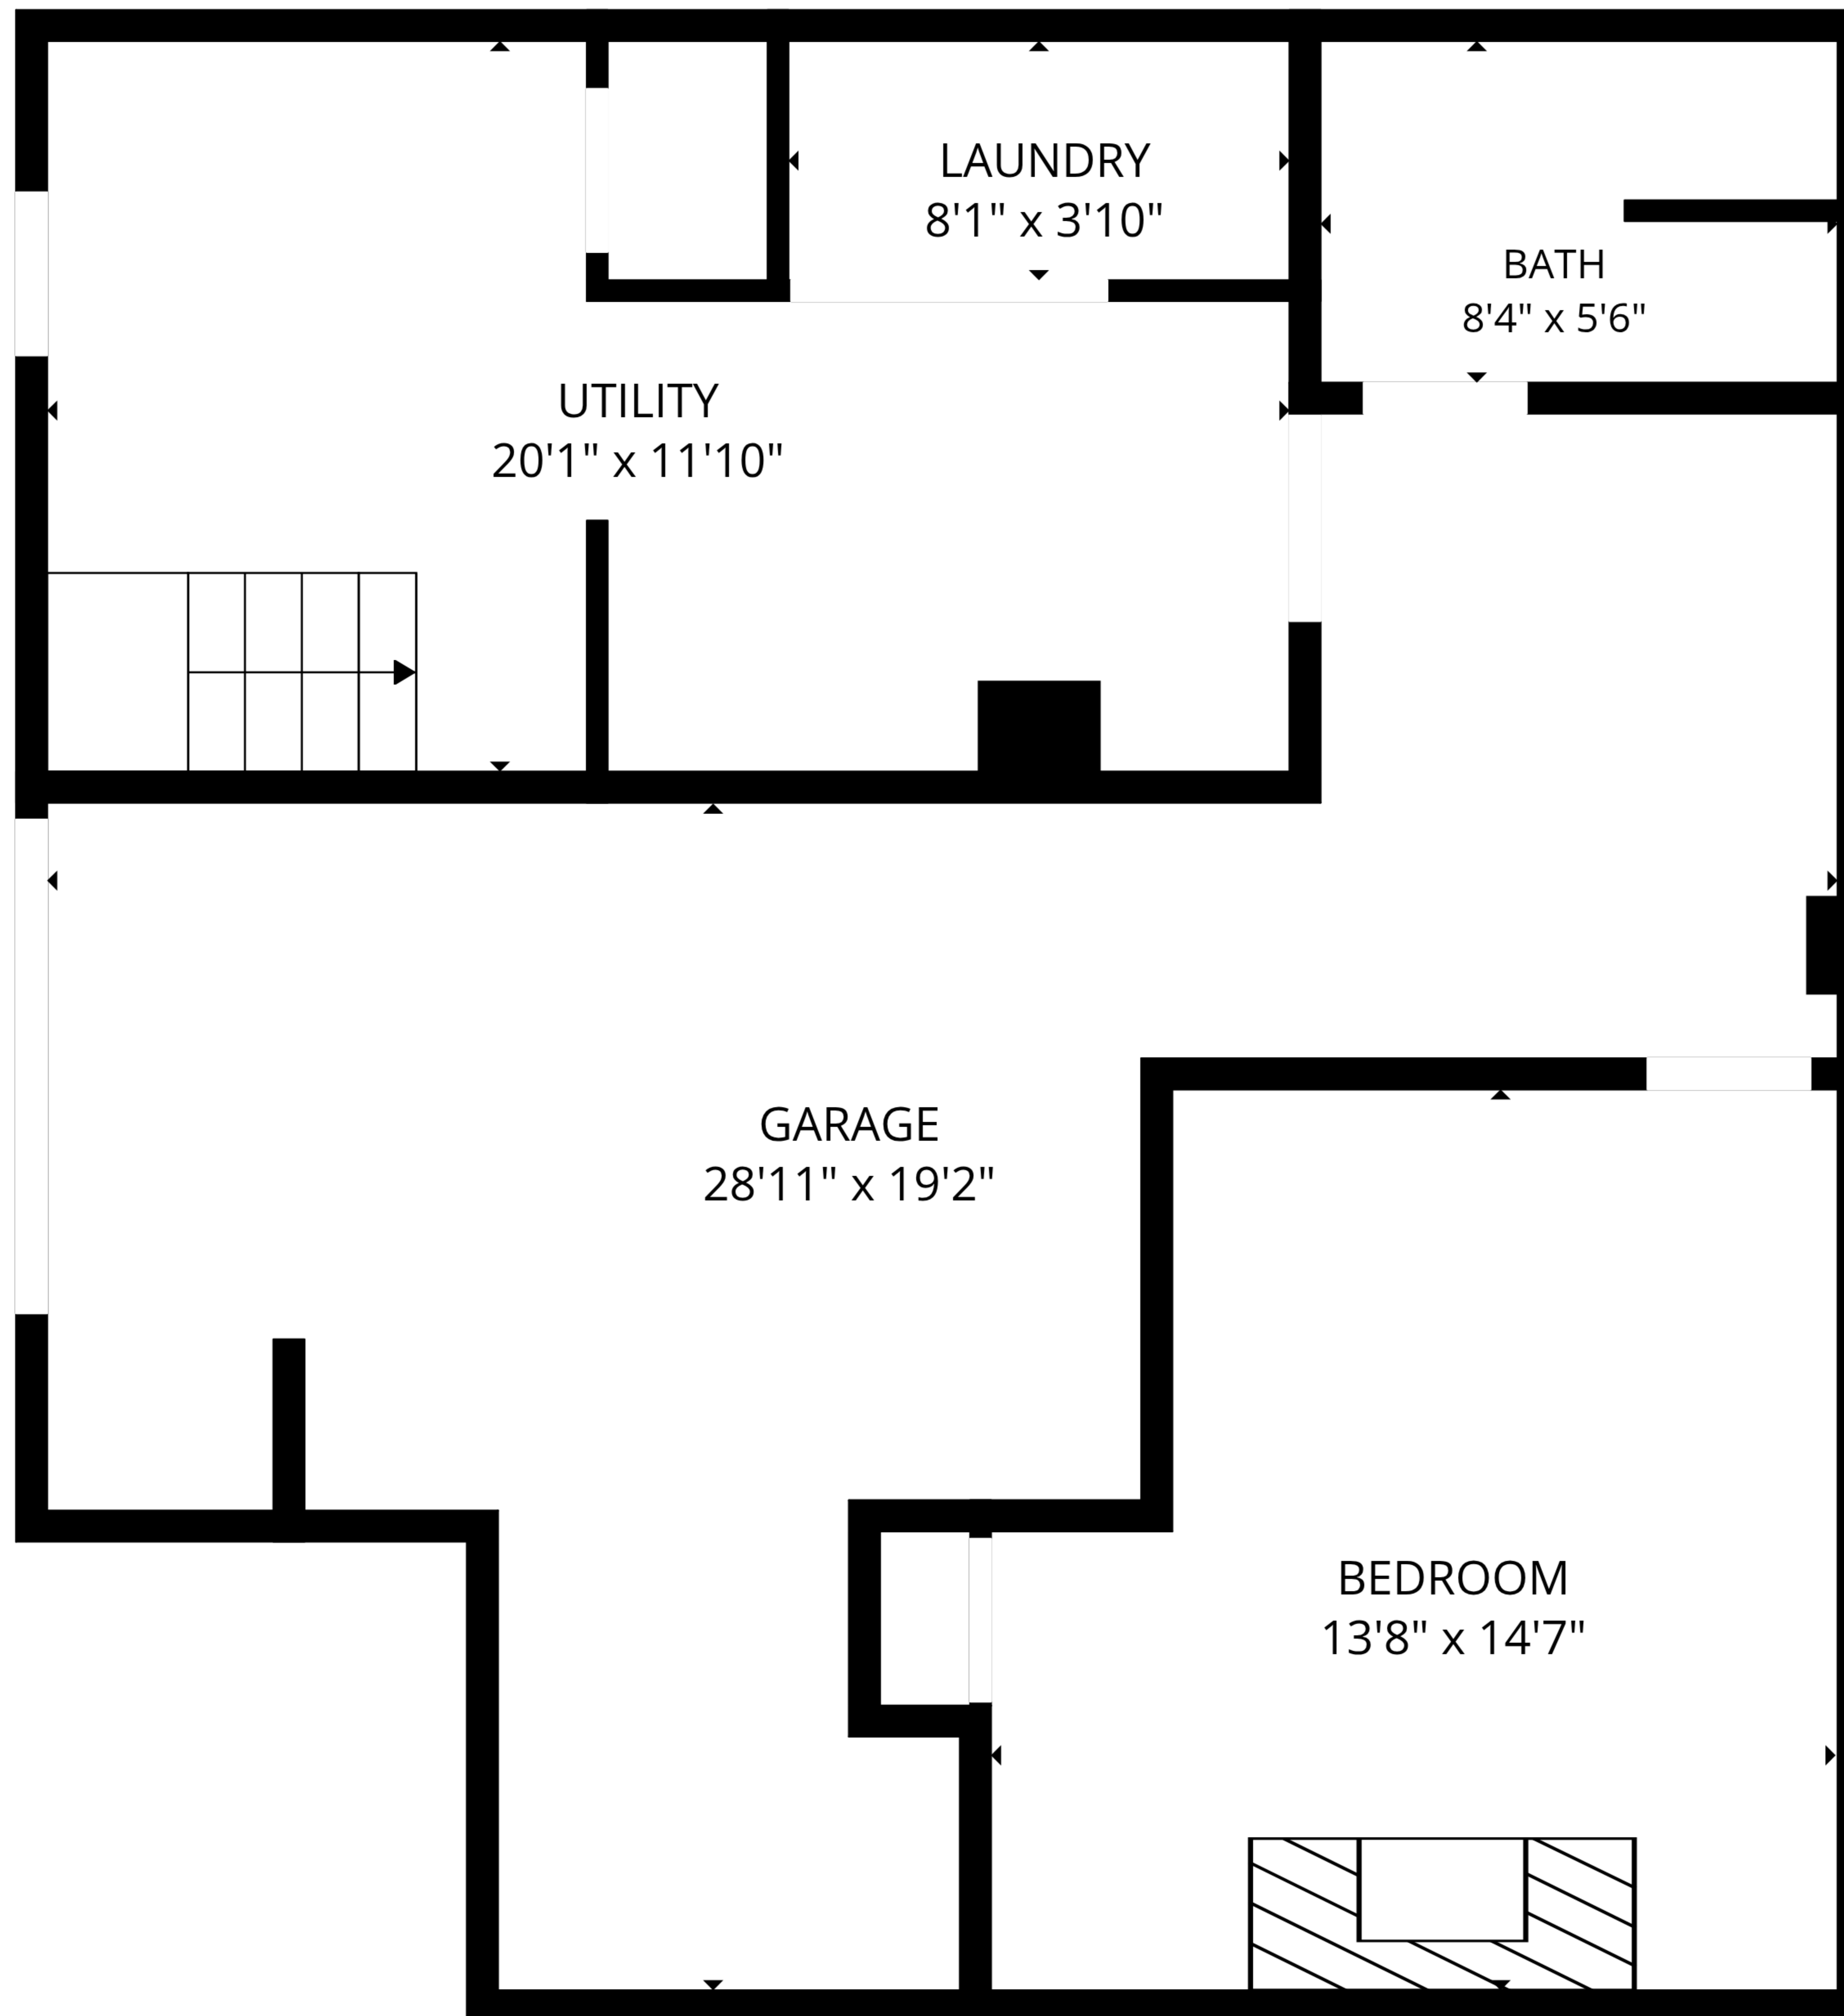 LAUNDRY
8'1" x 3'10"
BATH
8'4" x 5'6"
UTILITY
20'1" x 11'10"
GARAGE
28'11" x 19'2"
BEDROOM
13'8" x 14'7"